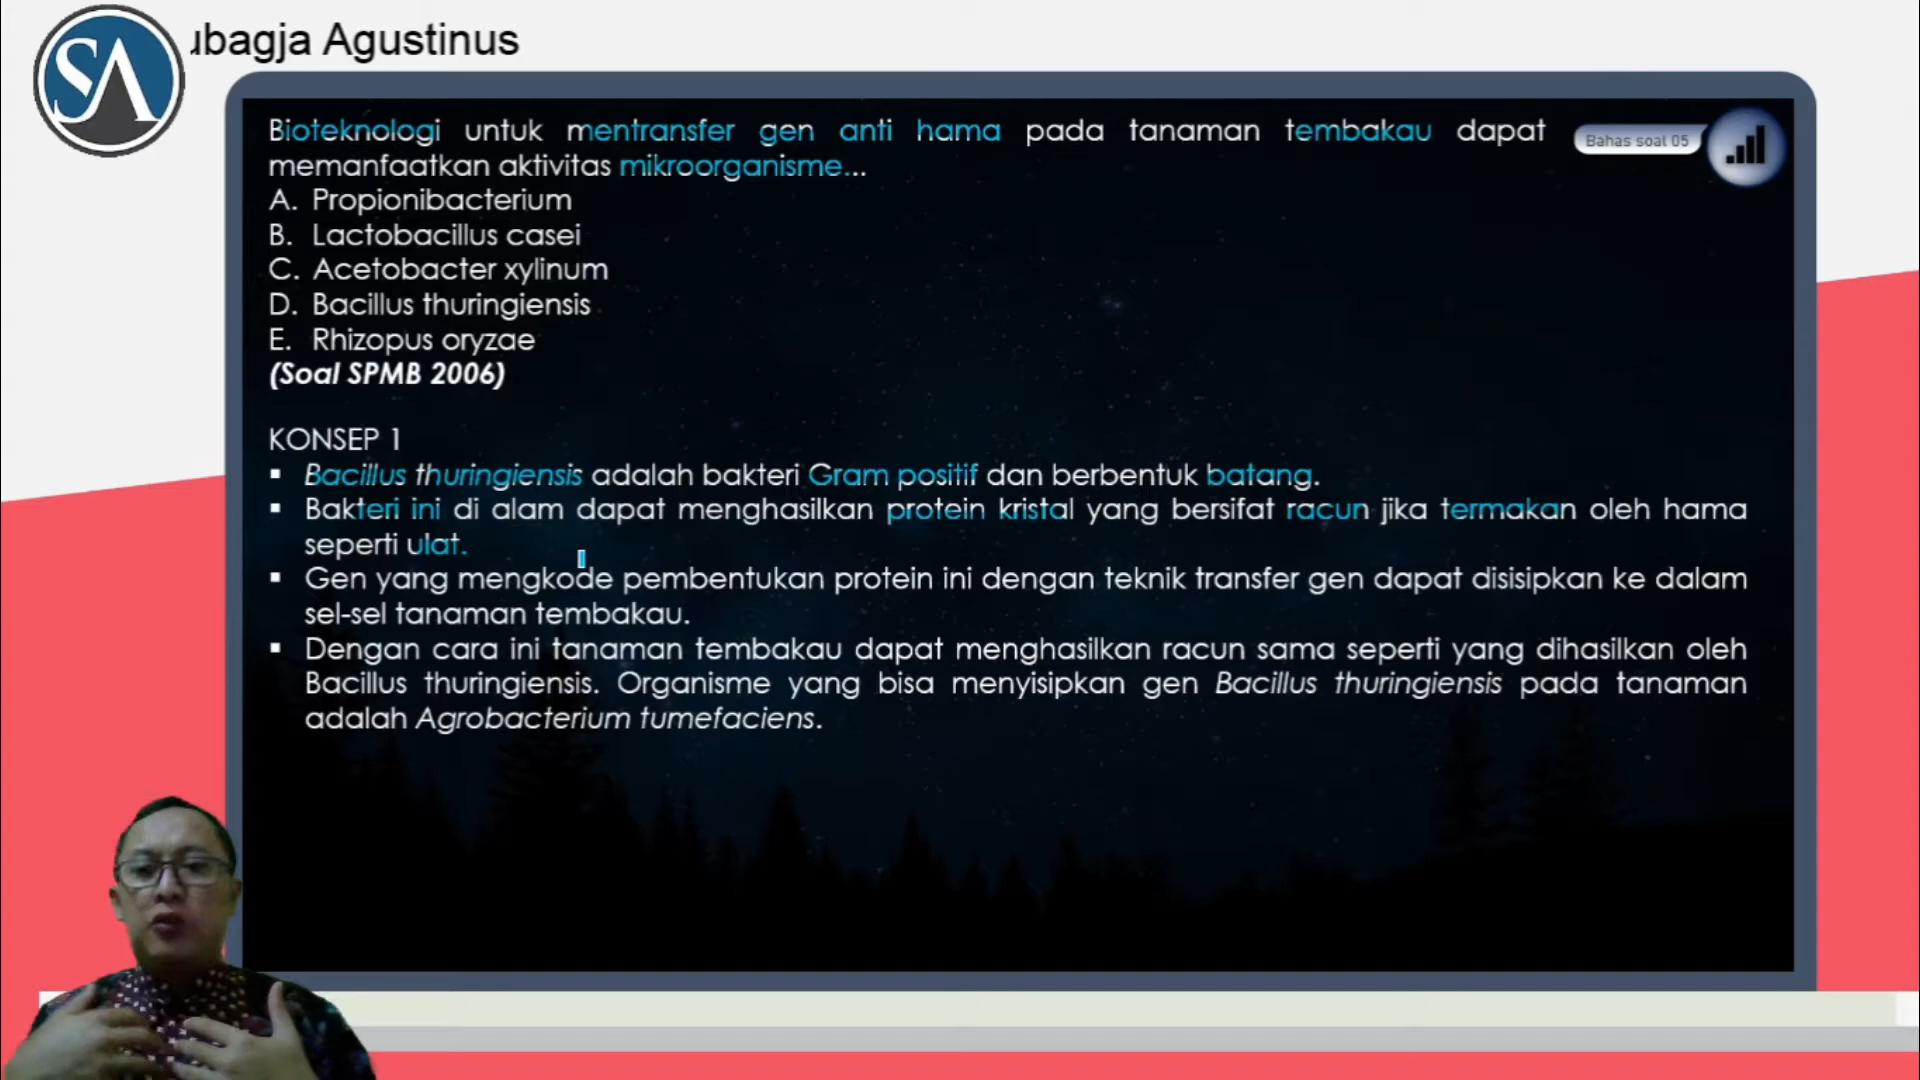 SA
ubagja Agustinus
Bioteknologi untuk mentransfer gen anti hama pada tanaman tembakau dapat
memanfaatkan aktivitas mikroorganisme...
Bahas soal 05
A. Propionibacterium
B. Lactobacillus casei
C. Acetobacter xylinum
D. Bacillus thuringiensis
E. Rhizopus oryzae
(Soal SPMB 2006)
KONSEP 1
▪ Bacillus thuringiensis adalah bakteri Gram positif dan berbentuk batang.
▪ Bakteri ini di alam dapat menghasilkan protein kristal yang bersifat racun jika termakan oleh hama
seperti ulat.
▪ Gen yang mengkode pembentukan protein ini dengan teknik transfer gen dapat disisipkan ke dalam
sel-sel tanaman tembakau.
▪ Dengan cara ini tanaman tembakau dapat menghasilkan racun sama seperti yang dihasilkan oleh
Bacillus thuringiensis. Organisme yang bisa menyisipkan gen Bacillus thuringiensis pada tanaman
adalah Agrobacterium tumefaciens.